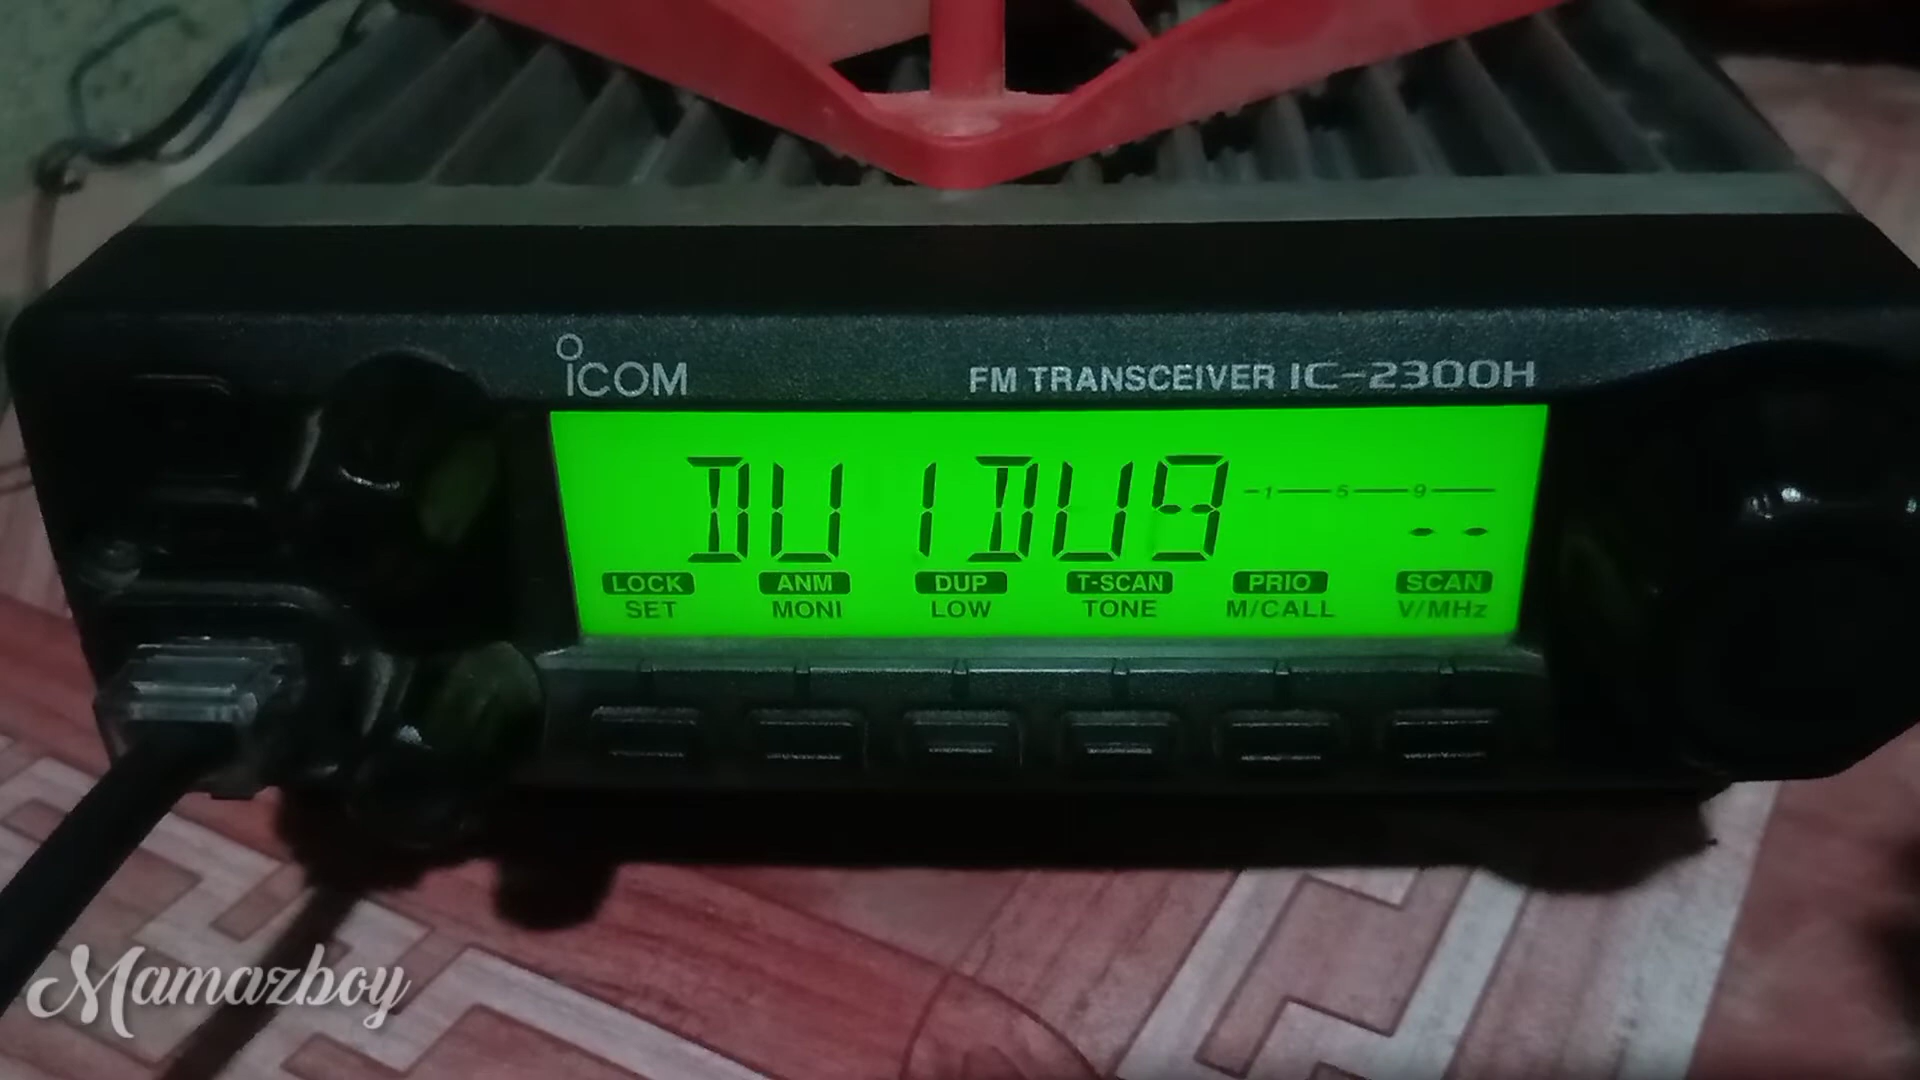 iCOM
FM TRANSCEIVER IC-2300H
DU1DU9
1 5 9
--
LOCK ANM DUP T-SCAN PRIO SCAN
SET MONI LOW TONE M/CALL V/MHz
Mamazboy